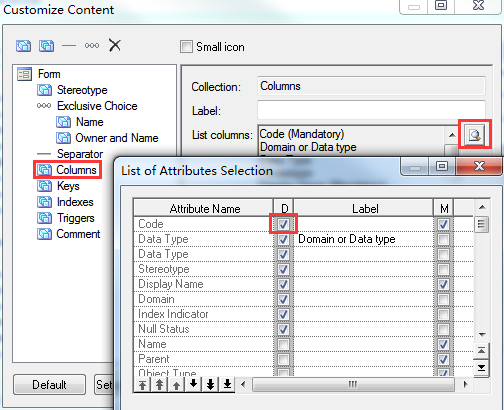 Customize Content
Small icon
Form
Stereotype
Exclusive Choice
Name
Owner and Name
Separator
Columns
Keys
Indexes
Triggers
Comment
Collection: Columns
Label:
List columns: Code (Mandatory)
Domain or Data type
List of Attributes Selection
Attribute Name D Label M
Code
Data Type Domain or Data type
Data Type
Stereotype
Display Name
Domain
Index Indicator
Null Status
Name
Parent
Object Type
Default Set